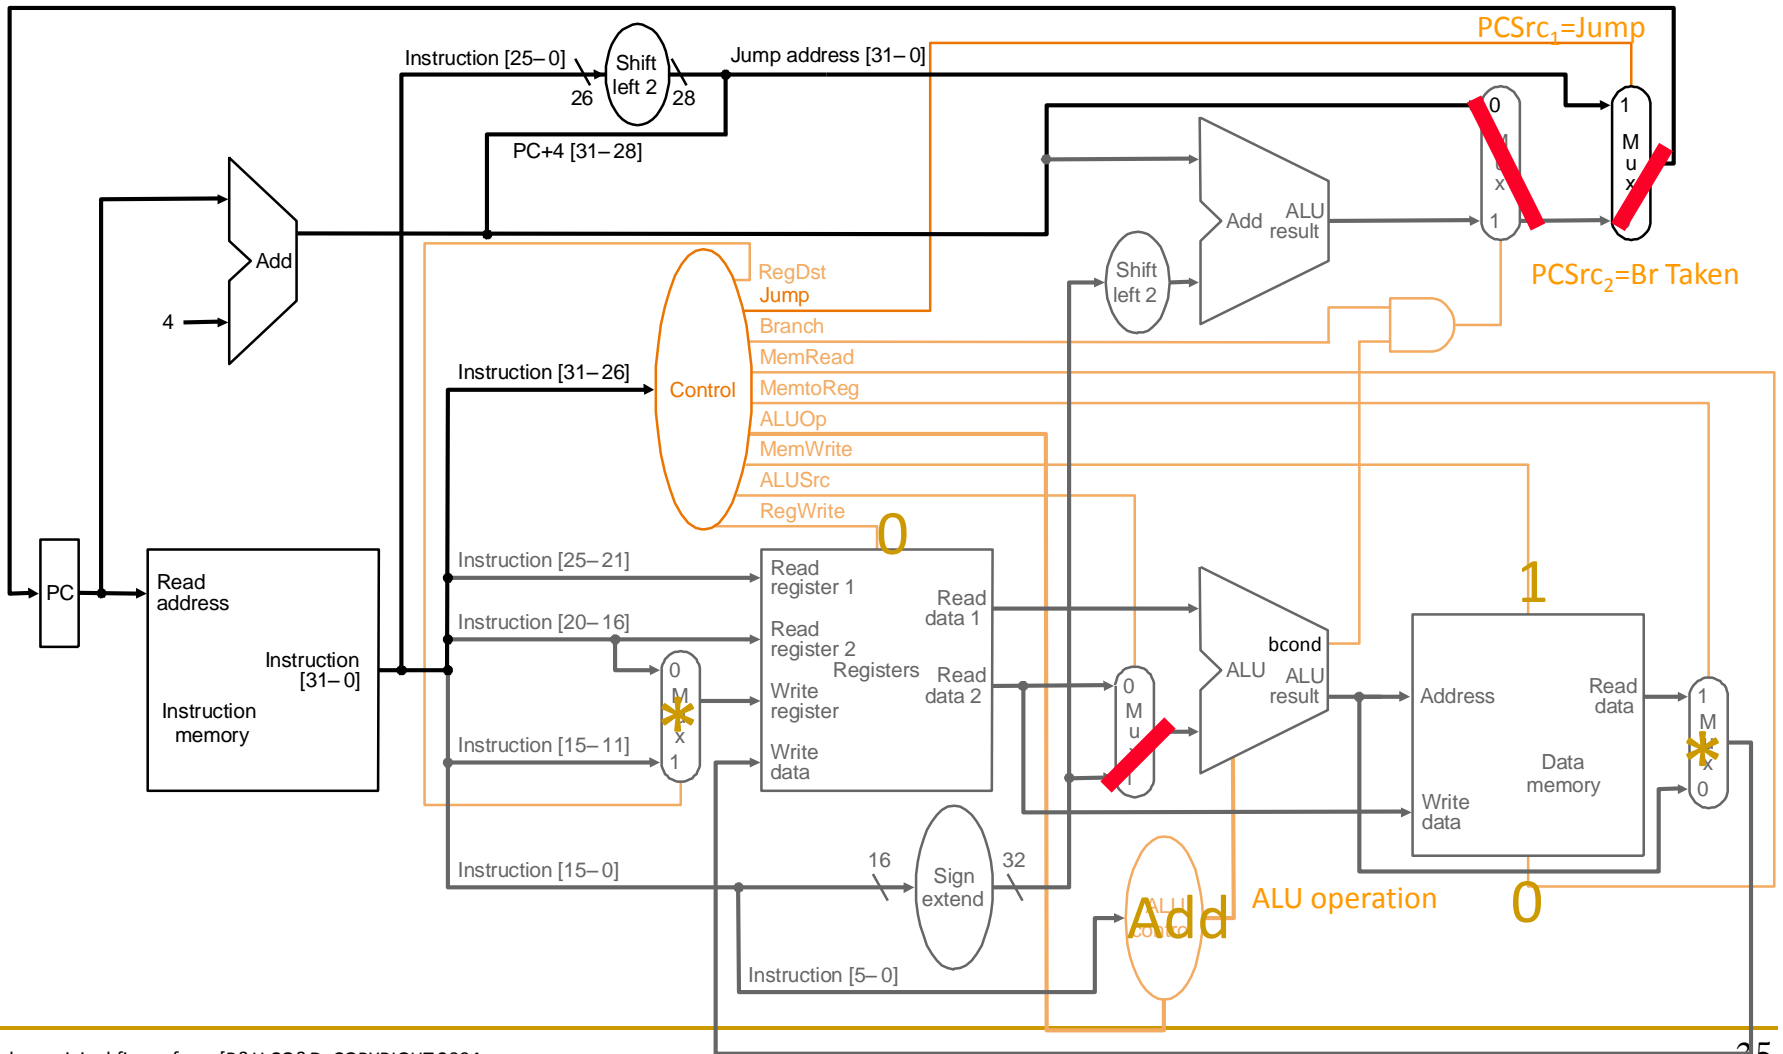 PCSrc1=Jump
Instruction [25–0]
Shift
left 2
Jump address [31–0]
26
28
PC+4 [31–28]
0
M
u
x
1
1
M
u
x
Add
ALU
result
Add
4
Shift
left 2
PCSrc2=Br Taken
RegDst
Jump
Branch
MemRead
MemtoReg
ALUOp
MemWrite
ALUSrc
RegWrite
Instruction [31–26]
Control
0
PC
Read
address
Instruction
[31–0]
Instruction
memory
Instruction [25–21]
Instruction [20–16]
Instruction [15–11]
Instruction [15–0]
Instruction [5–0]
0
M
u
x
1
*
Read
register 1
Read
register 2
Registers
Write
register
Write
data
Read
data 1
Read
data 2
0
M
u
bcond
ALU
ALU
result
1
Address
Read
data
Data
memory
Write
data
0
1
M
u
x
0
*
16
Sign
extend
32
ALU
control
Add
ALU operation